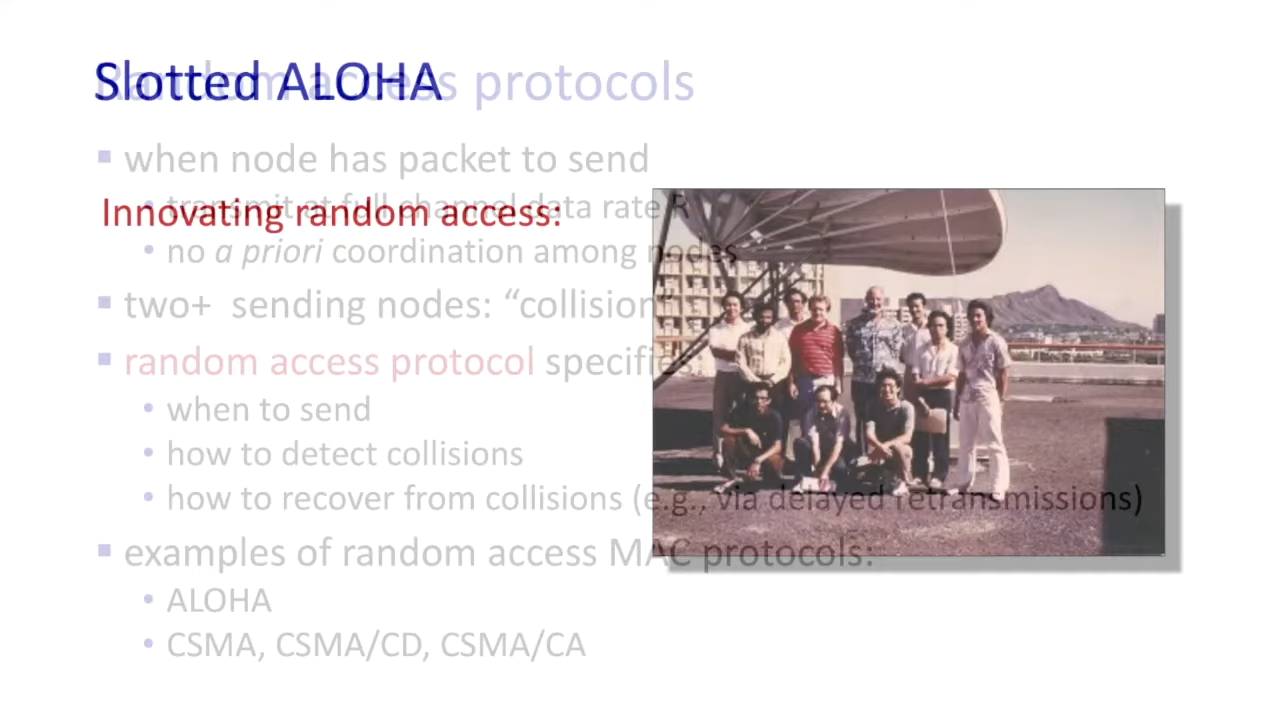 Slotted ALOHA
Random access protocols
when node has packet to send
transmit at full channel data rate R
Innovating random access:
no a priori coordination among nodes
two+ sending nodes: “collision”
random access protocol specifies:
when to send
how to detect collisions
how to recover from collisions (e.g., via delayed retransmissions)
examples of random access MAC protocols:
ALOHA
CSMA, CSMA/CD, CSMA/CA